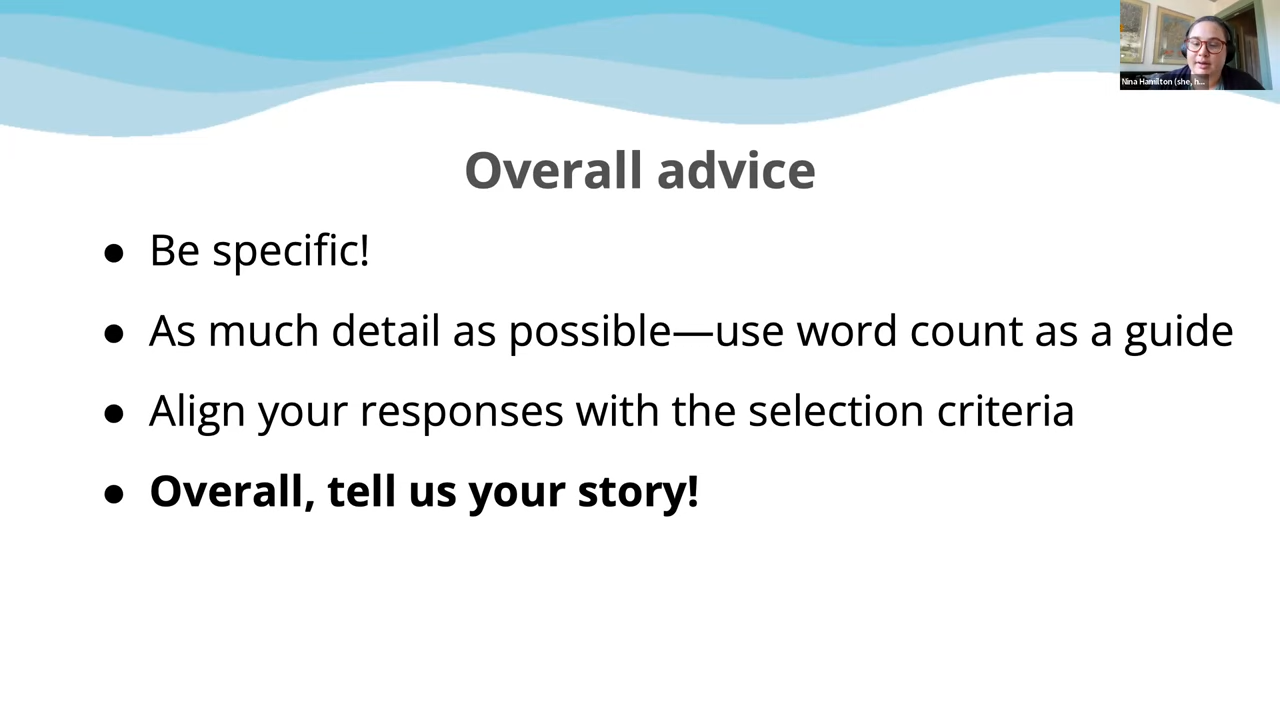 Nina Hamilton (she, h...
Overall advice
● Be specific!
● As much detail as possible—use word count as a guide
● Align your responses with the selection criteria
● Overall, tell us your story!